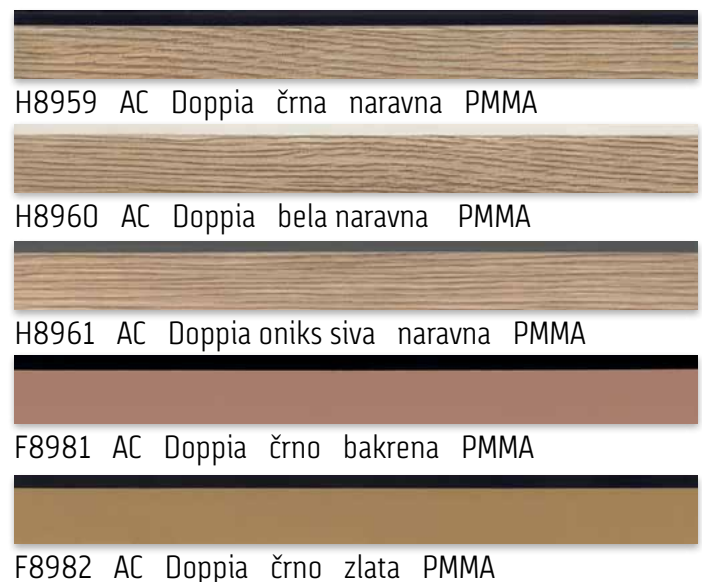 H8959 AC Doppia črna naravna PMMA
H8960 AC Doppia bela naravna PMMA
H8961 AC Doppia oniks siva naravna PMMA
F8981 AC Doppia črno bakrena PMMA
F8982 AC Doppia črno zlata PMMA